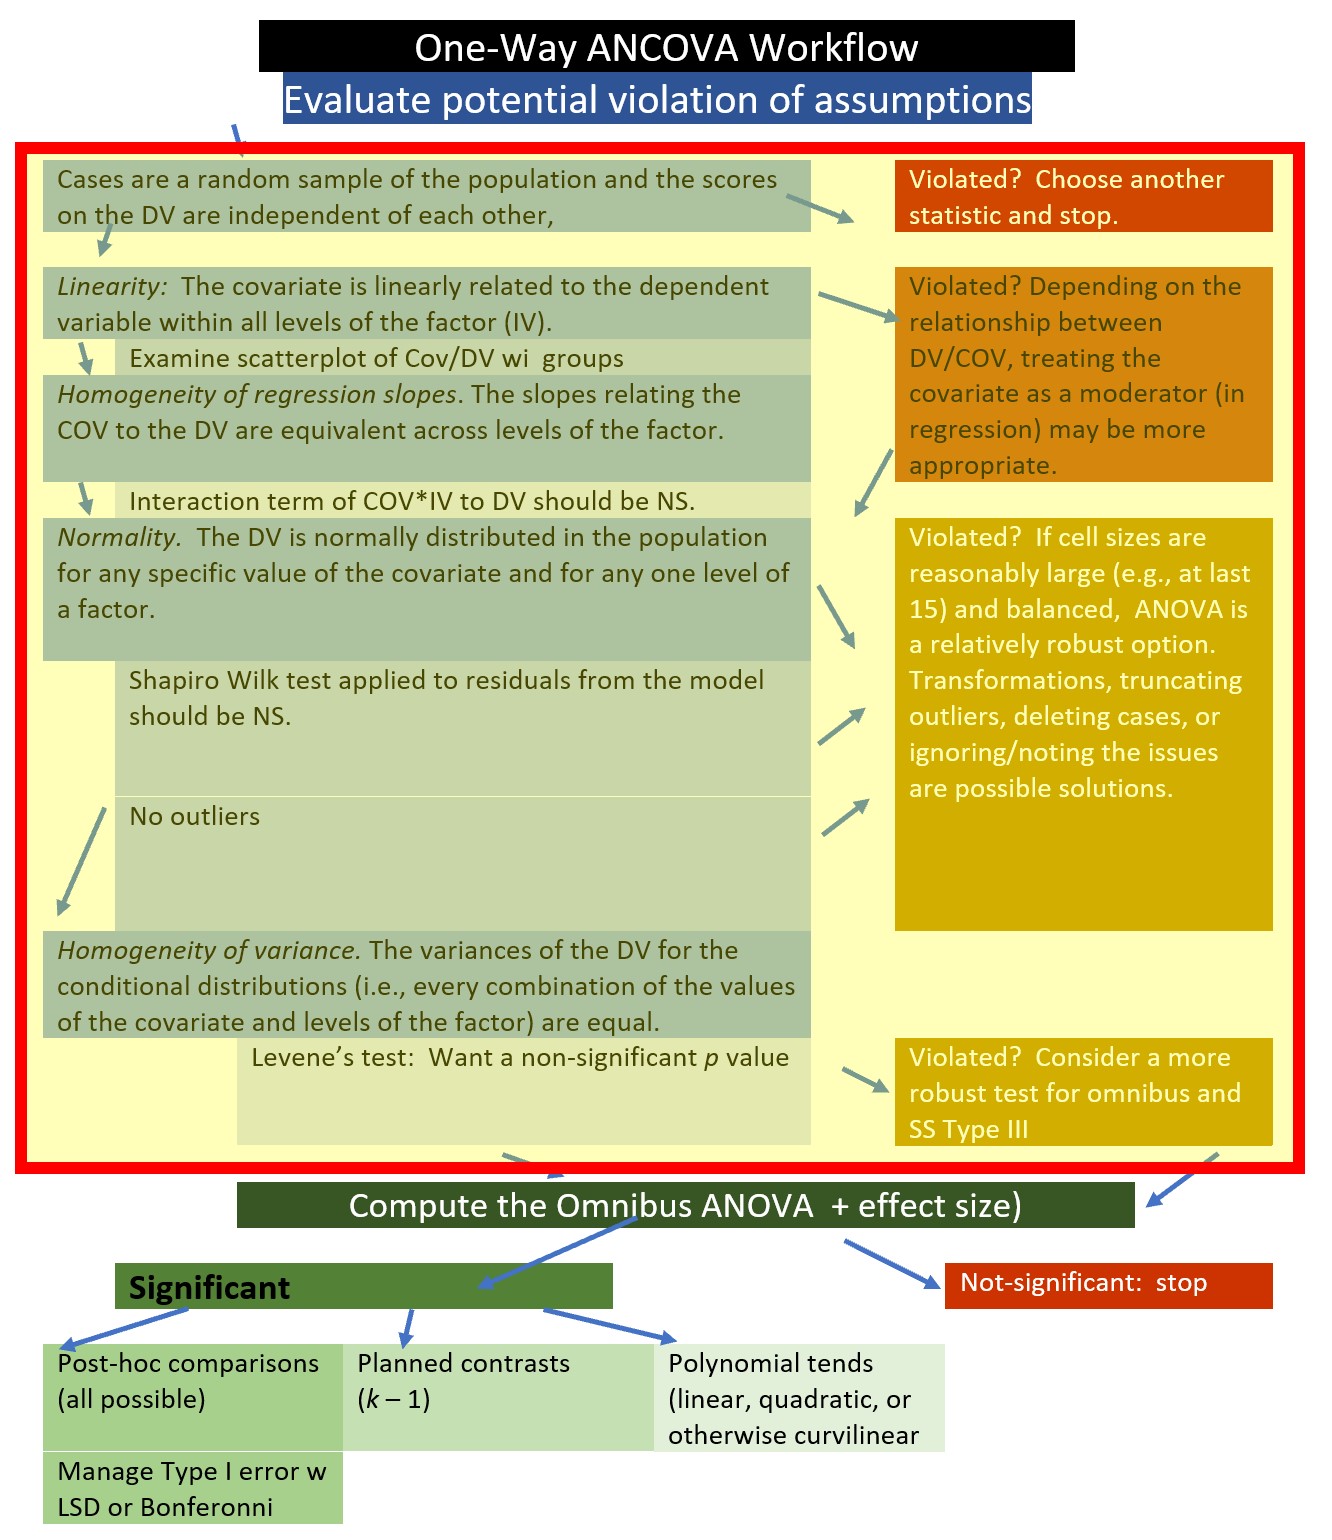 One-Way ANCOVA Workflow
Evaluate potential violation of assumptions
Cases are a random sample of the population and the scores
on the DV are independent of each other,
Violated?  Choose another
statistic and stop.
Linearity:  The covariate is linearly related to the dependent
variable within all levels of the factor (IV).
Examine scatterplot of Cov/DV wi  groups
Homogeneity of regression slopes. The slopes relating the
COV to the DV are equivalent across levels of the factor.
Violated? Depending on the
relationship between
DV/COV, treating the
covariate as a moderator (in
regression) may be more
appropriate.
Interaction term of COV*IV to DV should be NS.
Normality.  The DV is normally distributed in the population
for any specific value of the covariate and for any one level of
a factor.
Shapiro Wilk test applied to residuals from the model
should be NS.
No outliers
Violated?  If cell sizes are
reasonably large (e.g., at last
15) and balanced,  ANOVA is
a relatively robust option.
Transformations, truncating
outliers, deleting cases, or
ignoring/noting the issues
are possible solutions.
Homogeneity of variance. The variances of the DV for the
conditional distributions (i.e., every combination of the values
of the covariate and levels of the factor) are equal.
Levene’s test:  Want a non-significant p value
Violated?  Consider a more
robust test for omnibus and
SS Type III
Compute the Omnibus ANOVA  + effect size)
Significant
Not-significant:  stop
Post-hoc comparisons
(all possible)
Planned contrasts
(k – 1)
Polynomial tends
(linear, quadratic, or
otherwise curvilinear
Manage Type I error w
LSD or Bonferonni